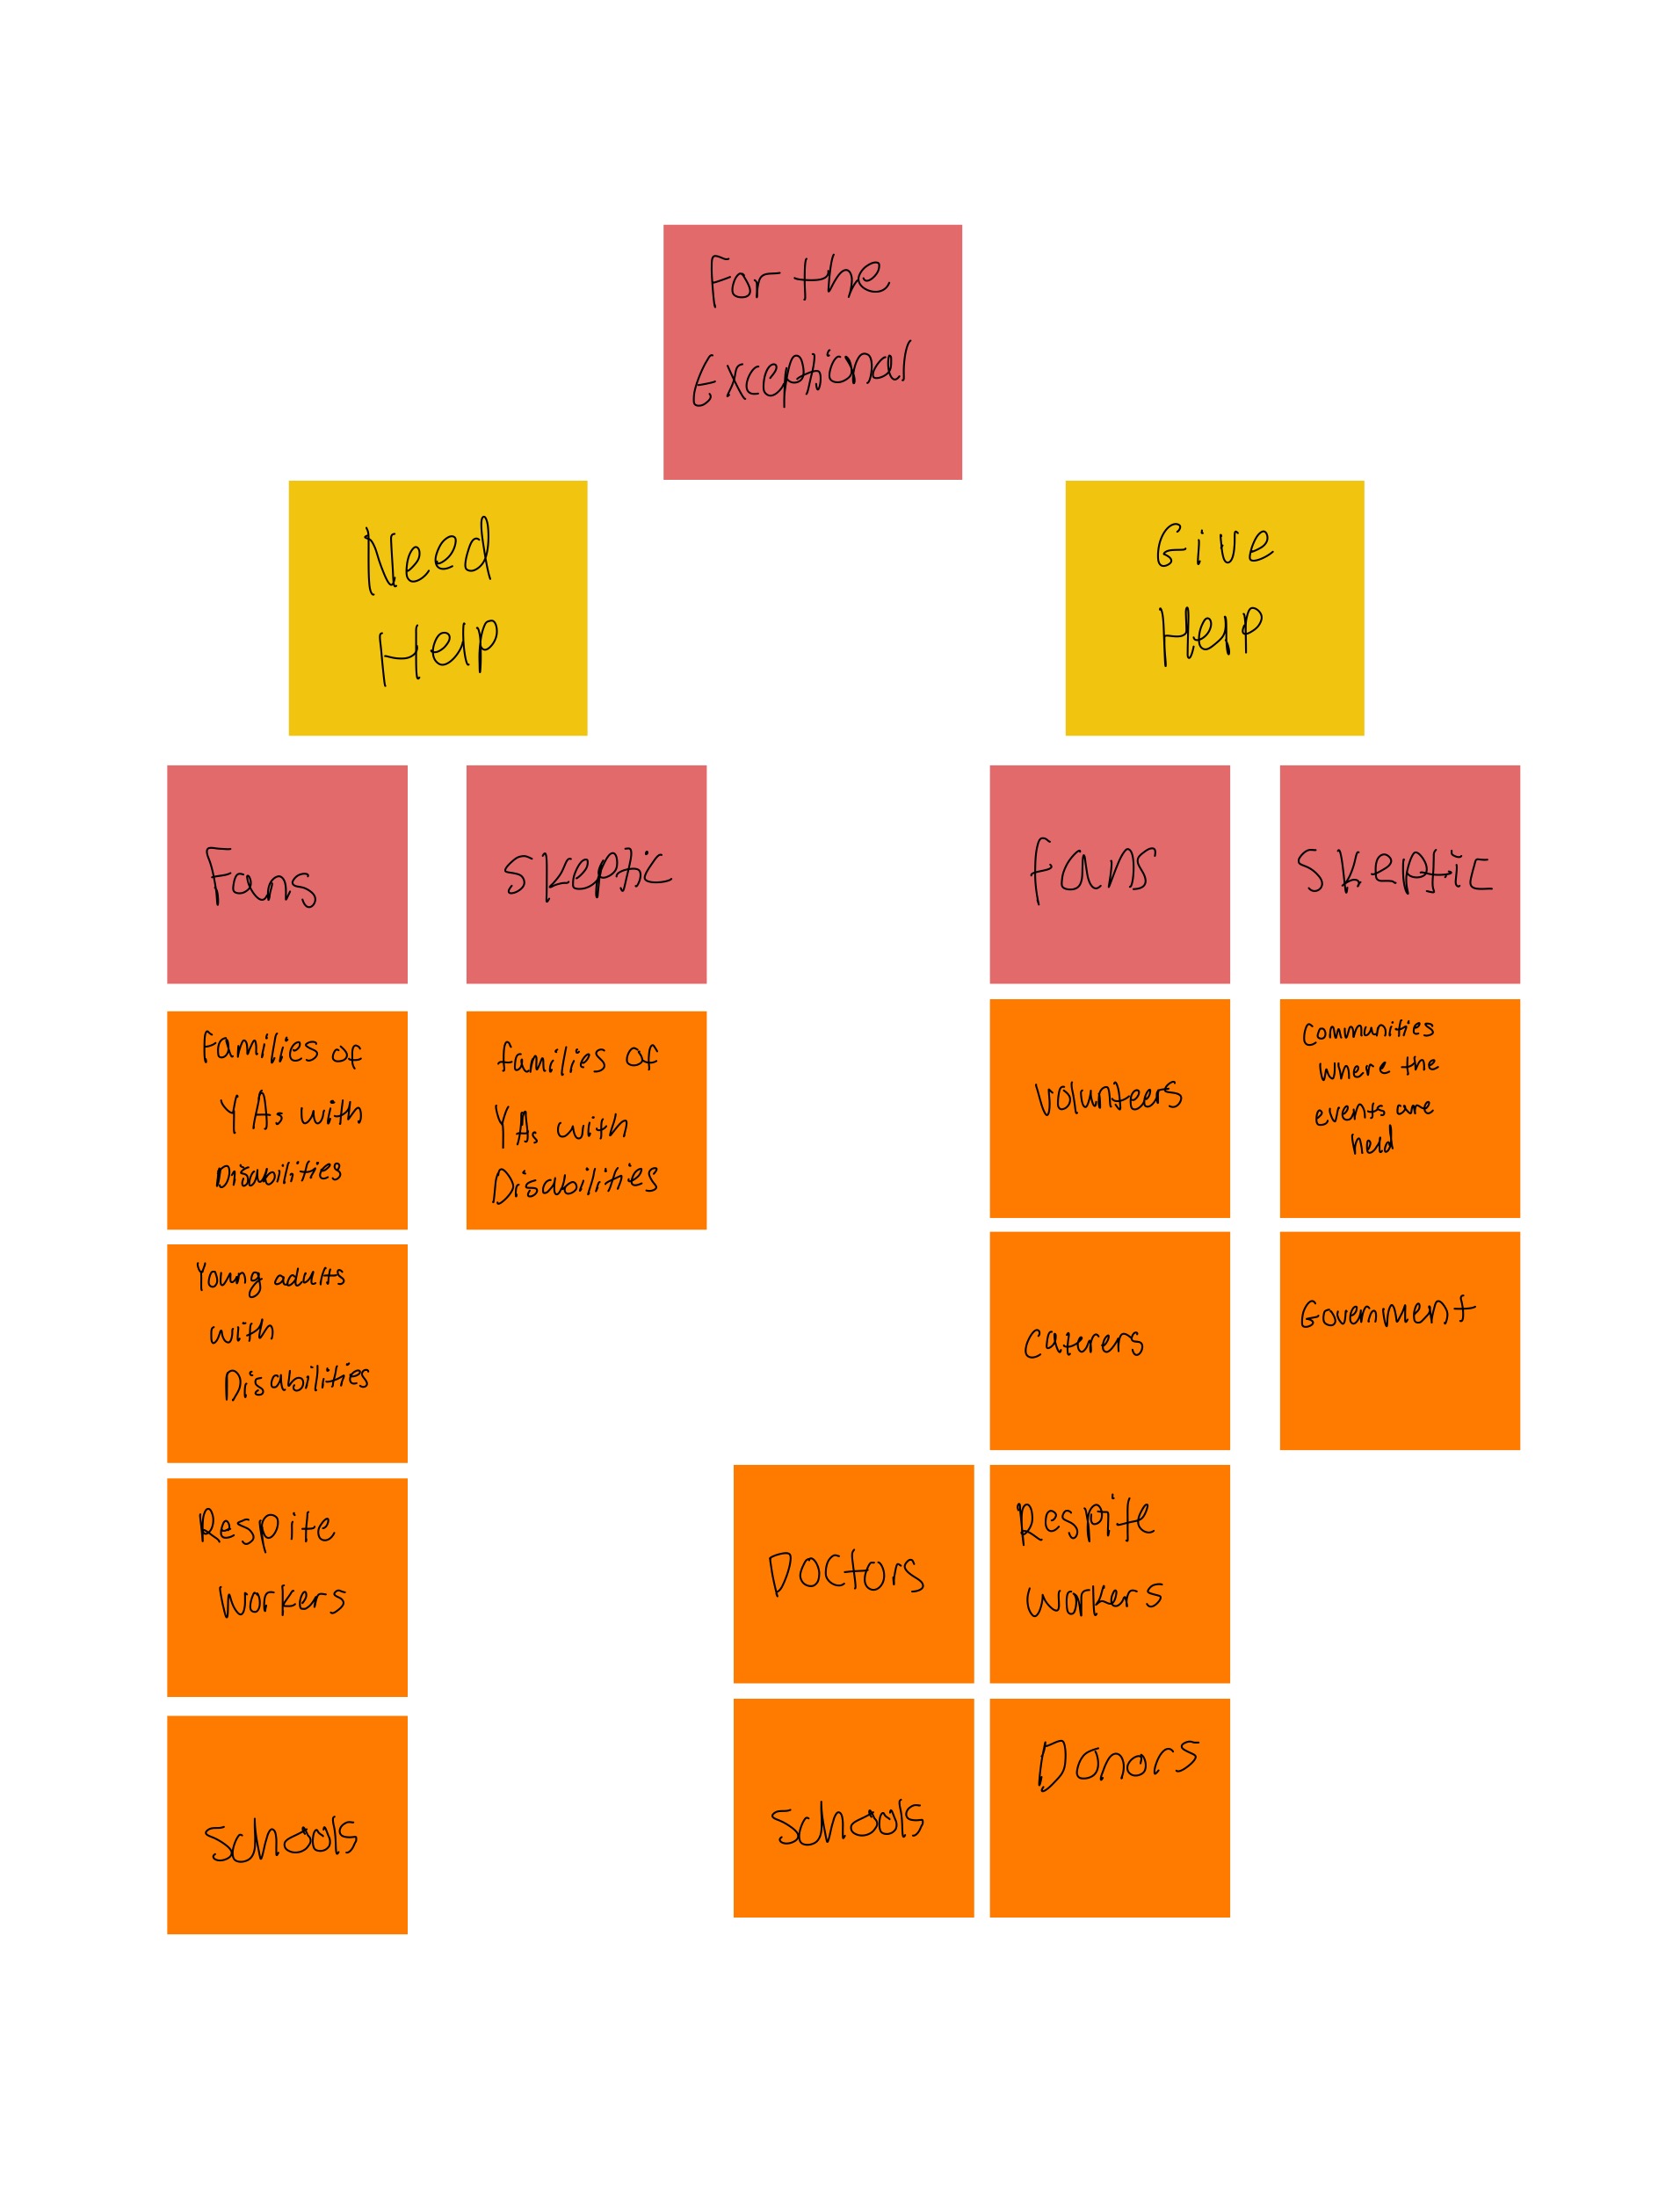 For the
Exceptional
Need
Help
Give
Help
Fans
Skeptic
Fans
Skeptic
Families of
YAs with
Disabilities
families of
YAs with
Disabilities
Volunteers
Communities
where the
events are
held
Young adults
with
Disabilities
Caterers
Government
Respite
workers
Doctors
Respite
workers
Schools
Schools
Donors